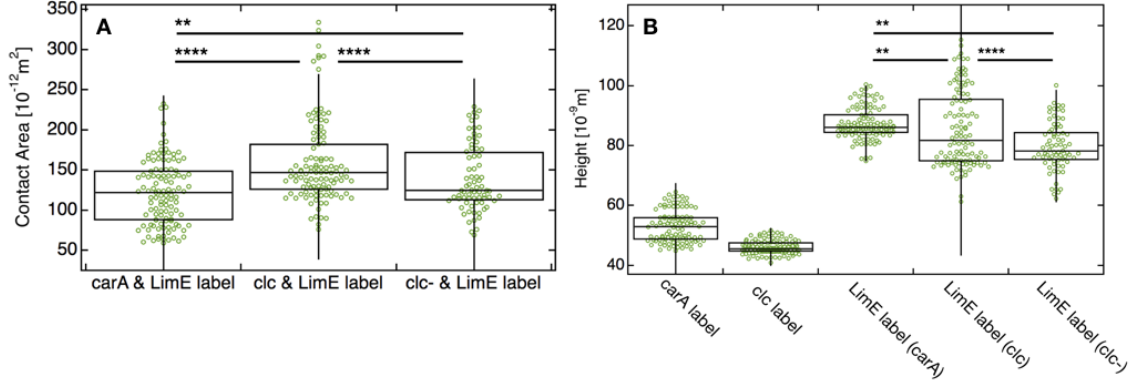 A
350
300
250
200
150
100
50
Contact Area [10⁻¹²m²]
**
****
****
carA & LimE label
clc & LimE label
clc- & LimE label
B
120
100
80
60
40
Height [10⁻⁹m]
**
**
****
carA label
clc label
LimE label (carA)
LimE label (clc)
LimE label (clc-)